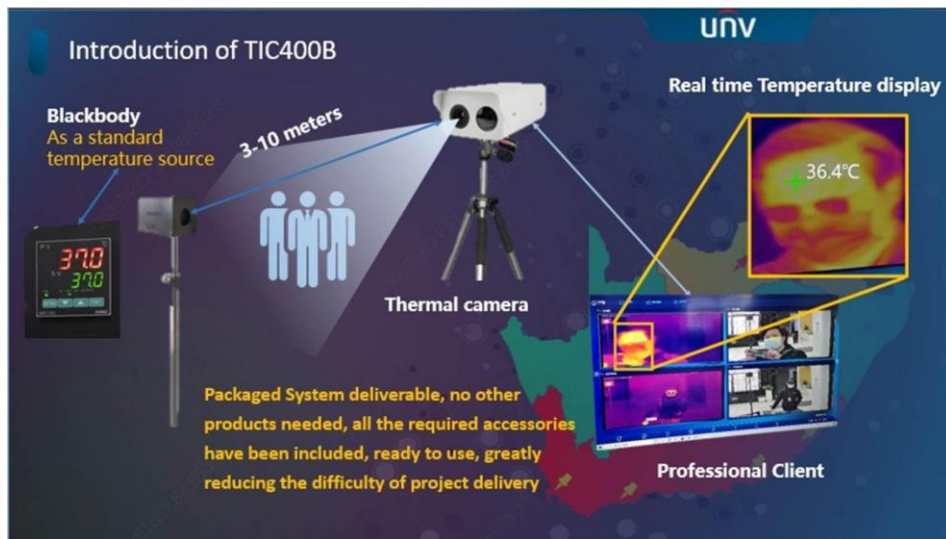 unv
Introduction of TIC400B
Real time Temperature display
Blackbody
As a standard
temperature source
3-10 meters
36.4℃
37.0
37.0
Thermal camera
Packaged System deliverable, no other
products needed, all the required accessories
have been included, ready to use, greatly
reducing the difficulty of project delivery
Professional Client